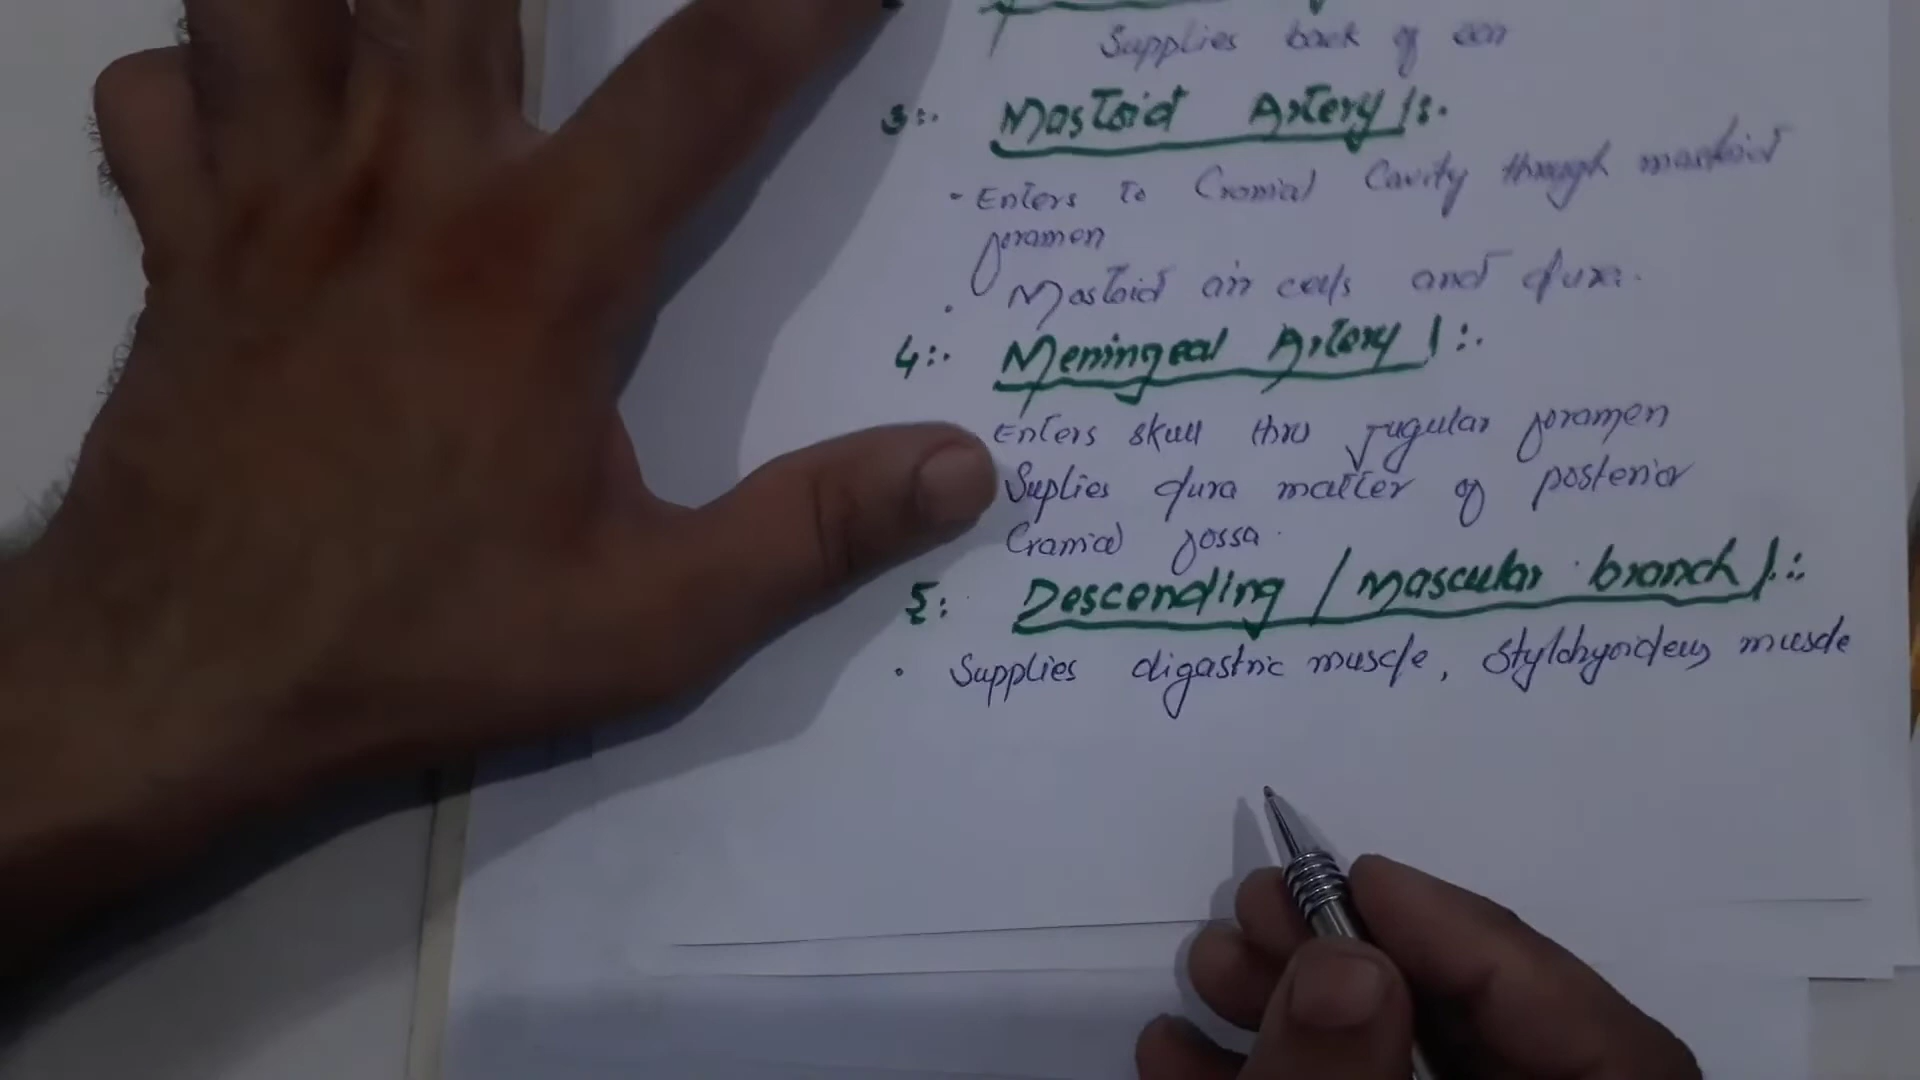 Supplies back of ear
3:. Mastoid Artery |:.
- Enters to Cranial Cavity through mastoid
foramen
. Mastoid air cells and dura.
4:. Meningeal Artery |:.
Enters skull thro jugular foramen
Suplies dura matter of posterior
Cranial fossa.
5: Descending / Mascular branch |:.:
. Supplies digastric muscle, Stylohyoideus muscle